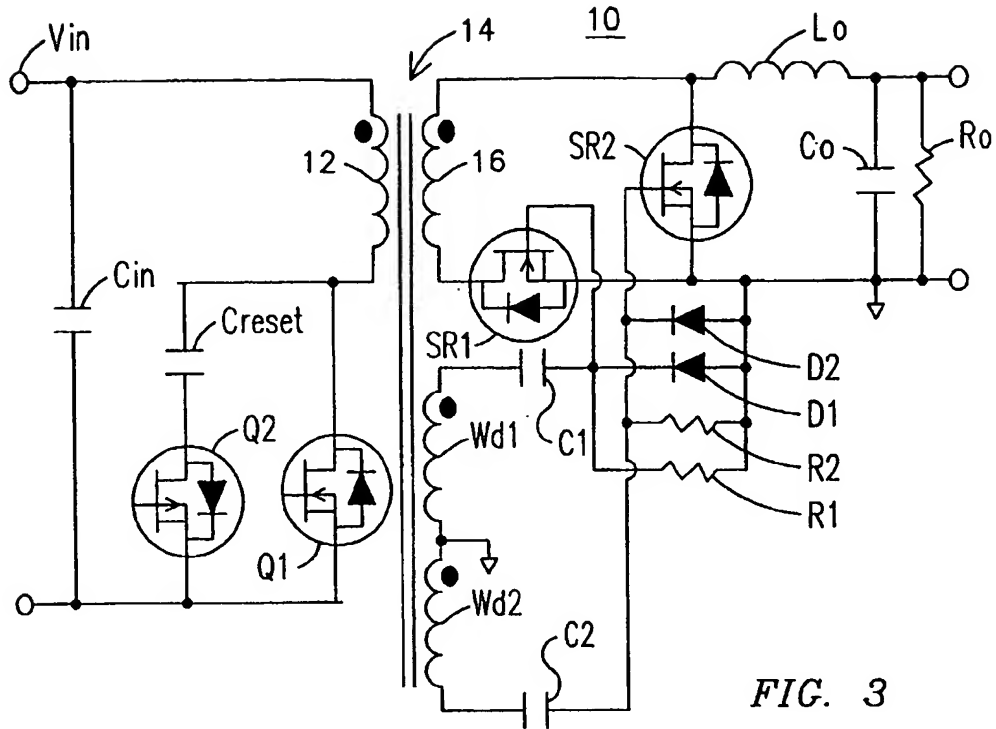 Vin
14
10
Lo
12
16
SR2
Co
Ro
Cin
Creset
SR1
D2
Q2
Wd1
C1
D1
R2
R1
Q1
Wd2
C2
FIG. 3